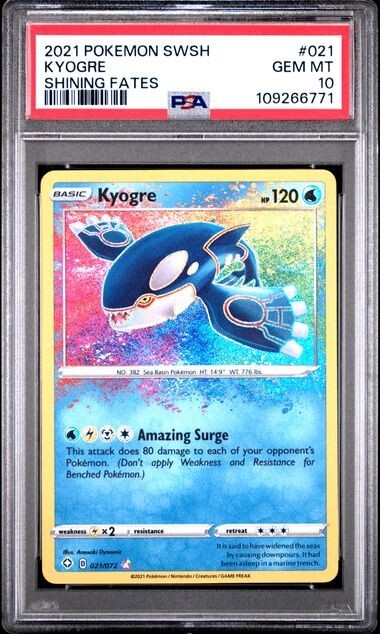 2021 POKEMON SWSH #021
KYOGRE GEM MT
SHINING FATES 10
PSA 109266771
BASIC Kyogre HP 120
NO. 382 Sea Basin Pokémon HT: 14'9" WT: 776 lbs.
Amazing Surge
This attack does 80 damage to each of your opponent's
Pokémon. (Don't apply Weakness and Resistance for
Benched Pokémon.)
weakness ×2 resistance retreat
Illus. Anesaki Dynamic
It is said to have widened the seas
by causing downpours. It had
been asleep in a marine trench.
D 021/072
©2021 Pokémon / Nintendo / Creatures / GAME FREAK